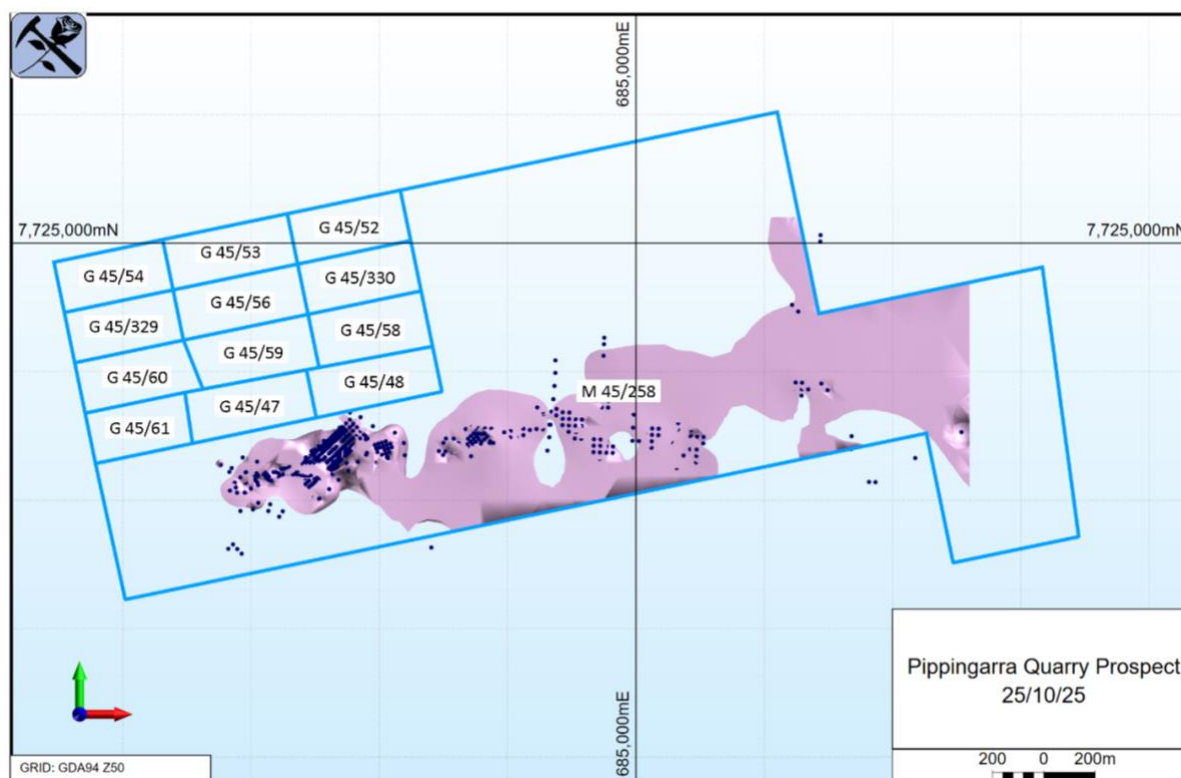 685,000mE
7,725,000mN
7,725,000mN
G 45/52
G 45/53
G 45/54
G 45/330
G 45/56
G 45/329
G 45/58
G 45/59
G 45/60
G 45/48
G 45/47
G 45/61
M 45/258
685,000mE
Pippingarra Quarry Prospect
25/10/25
200 0 200m
GRID: GDA94 Z50